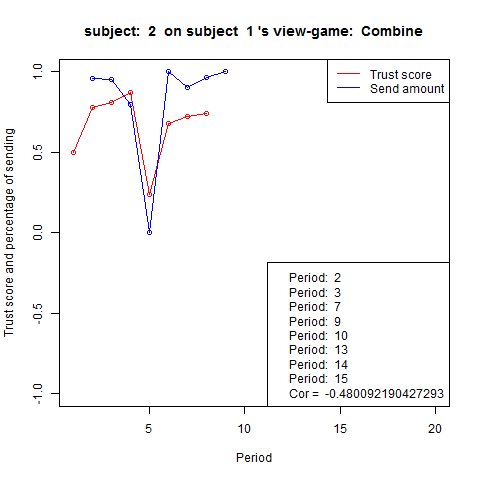 subject:  2  on subject  1 's view-game:  Combine
Trust score
Send amount
Trust score and percentage of sending
1.0
0.5
0.0
-0.5
-1.0
Period:  2
Period:  3
Period:  7
Period:  9
Period:  10
Period:  13
Period:  14
Period:  15
Cor =  -0.480092190427293
5 10 15 20
Period